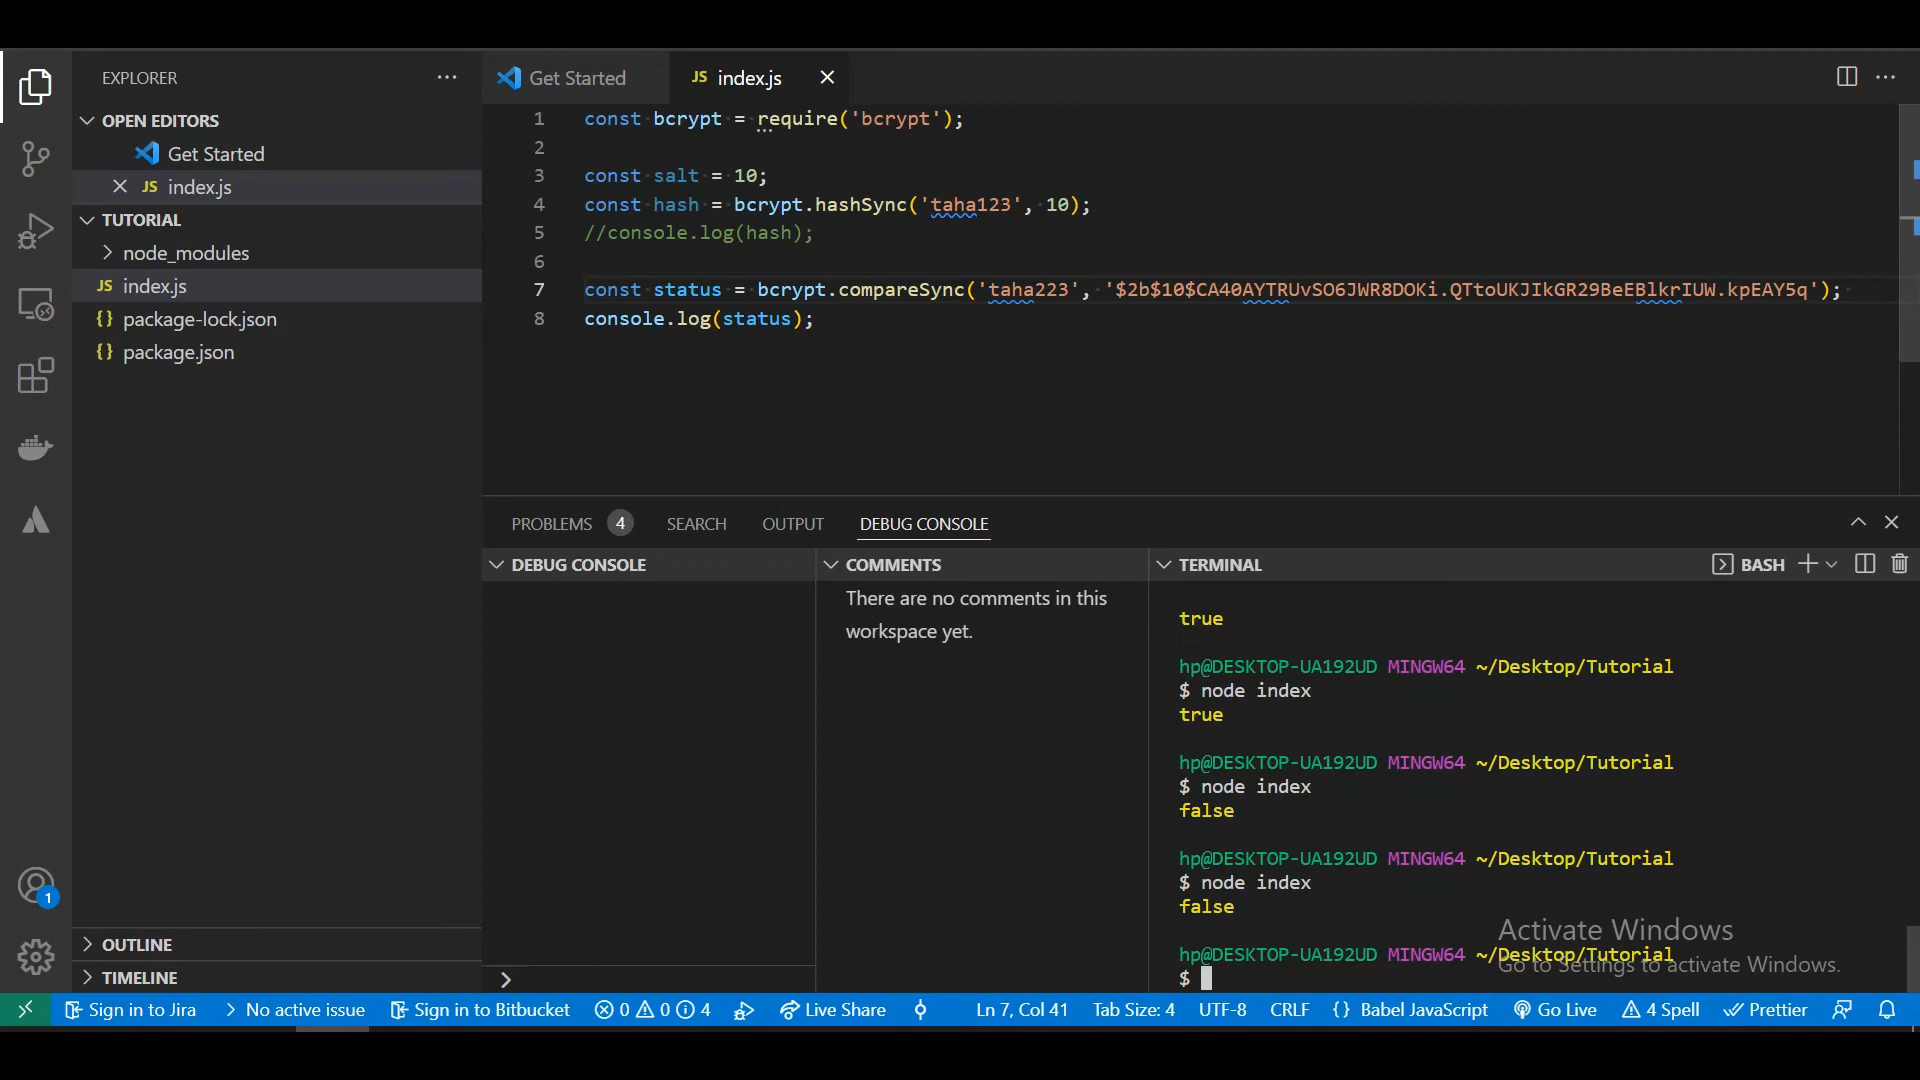 EXPLORER
OPEN EDITORS
Get Started
JS index.js
TUTORIAL
node_modules
JS index.js
{} package-lock.json
{} package.json
OUTLINE
TIMELINE
1
Get Started
JS index.js
1 const bcrypt = require('bcrypt');
2
3 const salt = 10;
4 const hash = bcrypt.hashSync('taha123', 10);
5 //console.log(hash);
6
7 const status = bcrypt.compareSync('taha223', '$2b$10$CA40AYTRUvSO6JWR8DOKi.QTtoUKJIkGR29BeEBlkrIUW.kpEAY5q');
8 console.log(status);
PROBLEMS 4 SEARCH OUTPUT DEBUG CONSOLE
DEBUG CONSOLE
COMMENTS
There are no comments in this
workspace yet.
TERMINAL
BASH
true
hp@DESKTOP-UA192UD MINGW64 ~/Desktop/Tutorial
$ node index
true
hp@DESKTOP-UA192UD MINGW64 ~/Desktop/Tutorial
$ node index
false
hp@DESKTOP-UA192UD MINGW64 ~/Desktop/Tutorial
$ node index
false
hp@DESKTOP-UA192UD MINGW64 ~/Desktop/Tutorial
$
Activate Windows
Go to Settings to activate Windows.
Sign in to Jira No active issue Sign in to Bitbucket 0 0 4 Live Share Ln 7, Col 41 Tab Size: 4 UTF-8 CRLF {} Babel JavaScript Go Live 4 Spell Prettier